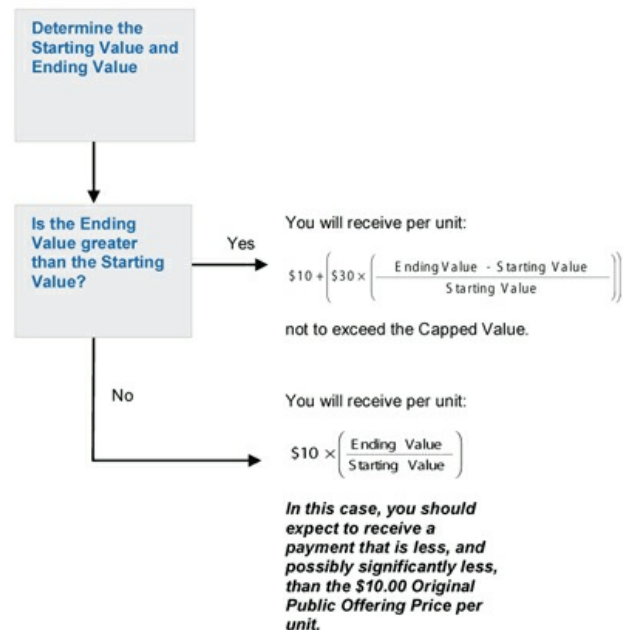 Determine the
Starting Value and
Ending Value
Is the Ending
Value greater
than the Starting
Value?
Yes
You will receive per unit:
$10 + ( $30 × ( Ending Value - Starting Value
Starting Value ) )
not to exceed the Capped Value.
No
You will receive per unit:
$10 × ( Ending Value
Starting Value )
In this case, you should
expect to receive a
payment that is less, and
possibly significantly less,
than the $10.00 Original
Public Offering Price per
unit.